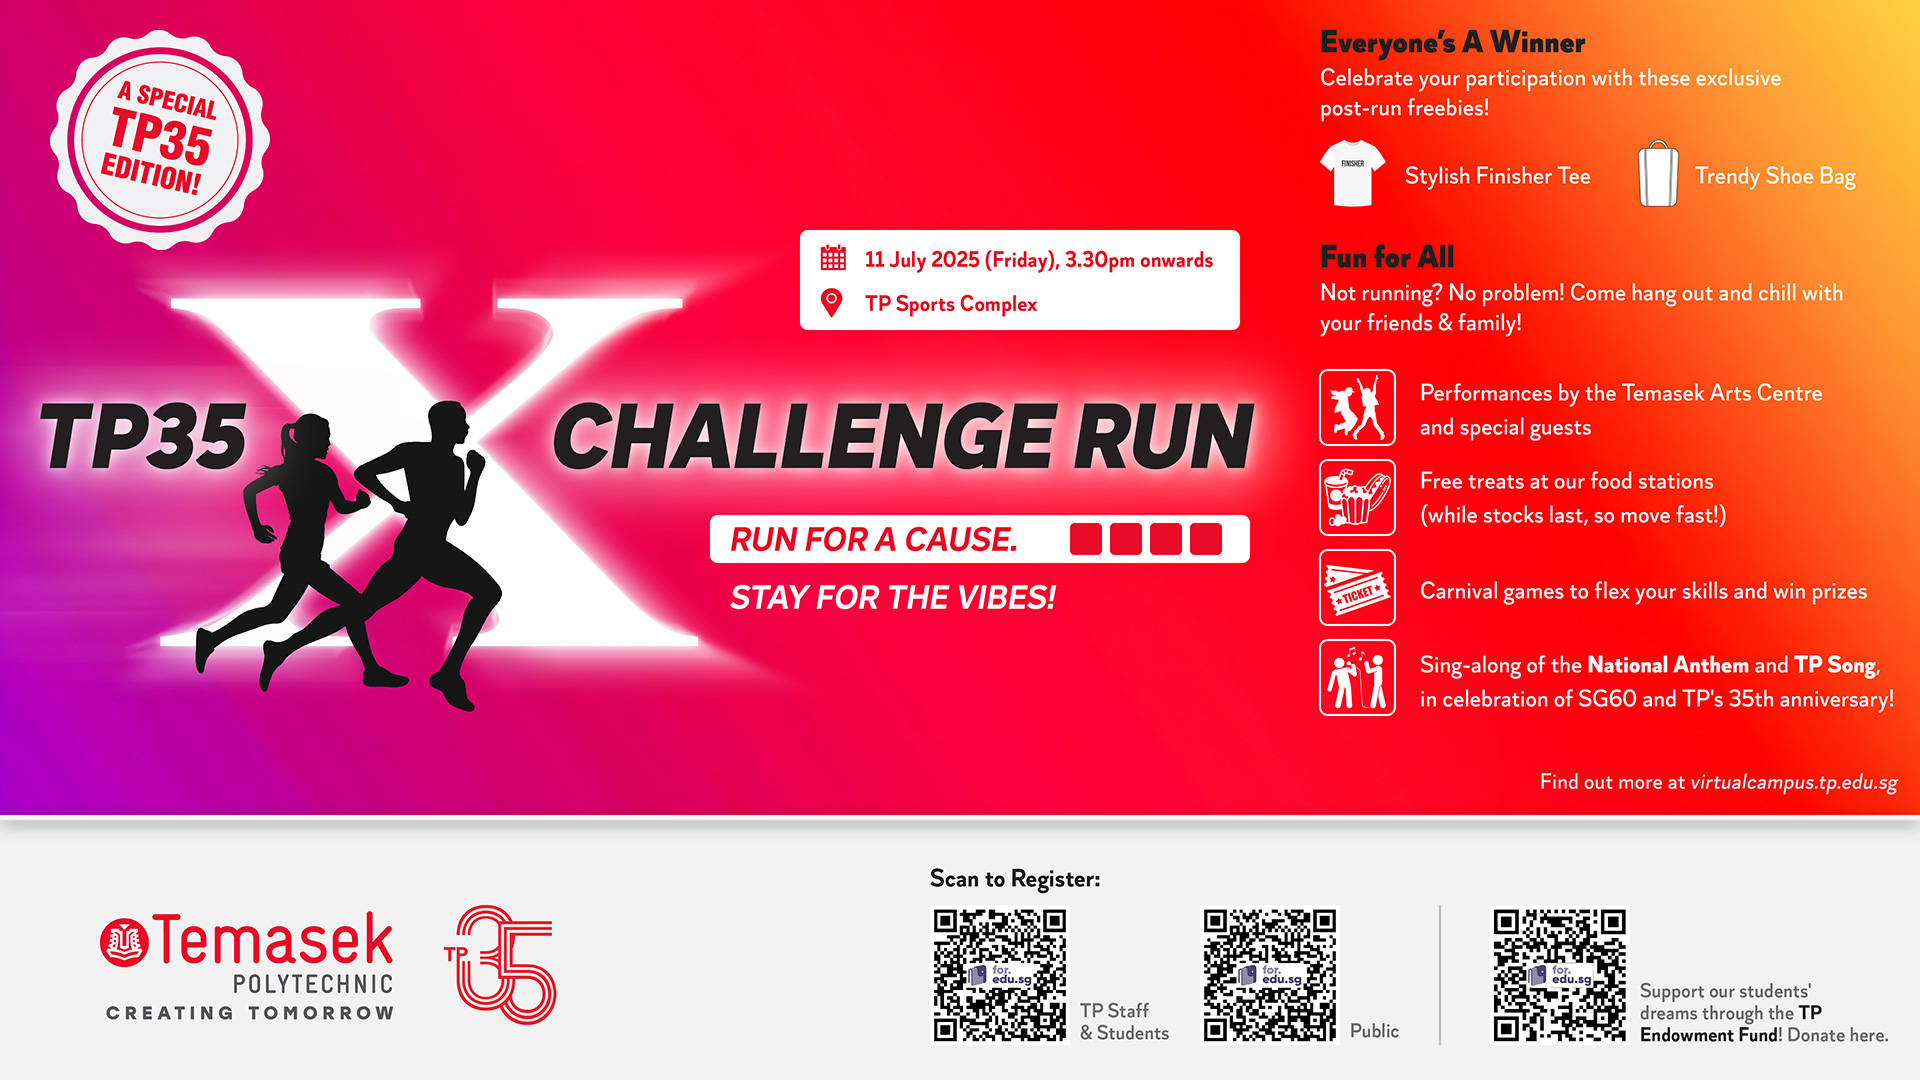 A SPECIAL
TP35
EDITION!
11 July 2025 (Friday), 3.30pm onwards
TP Sports Complex
TP35 X CHALLENGE RUN
RUN FOR A CAUSE.
STAY FOR THE VIBES!
Everyone's A Winner
Celebrate your participation with these exclusive
post-run freebies!
FINISHER
Stylish Finisher Tee
Trendy Shoe Bag
Fun for All
Not running? No problem! Come hang out and chill with
your friends & family!
Performances by the Temasek Arts Centre
and special guests
Free treats at our food stations
(while stocks last, so move fast!)
TICKET
Carnival games to flex your skills and win prizes
Sing-along of the National Anthem and TP Song,
in celebration of SG60 and TP's 35th anniversary!
Find out more at virtualcampus.tp.edu.sg
Temasek
POLYTECHNIC
CREATING TOMORROW
TP35
Scan to Register:
for.
edu.sg
TP Staff
& Students
for.
edu.sg
Public
for.
edu.sg
Support our students'
dreams through the TP
Endowment Fund! Donate here.